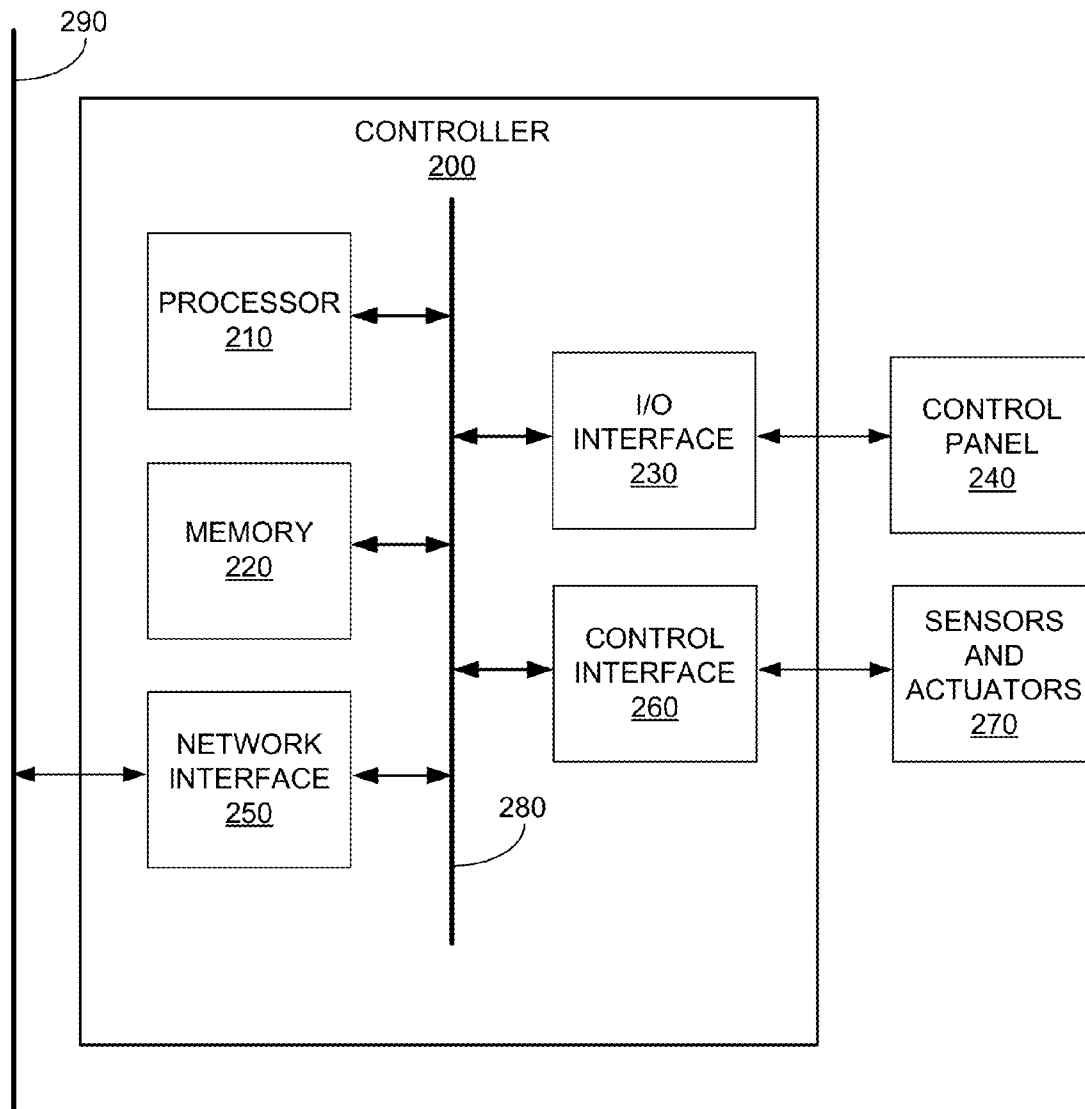 290
CONTROLLER
200
PROCESSOR
210
I/O
INTERFACE
230
CONTROL
PANEL
240
MEMORY
220
CONTROL
INTERFACE
260
SENSORS
AND
ACTUATORS
270
NETWORK
INTERFACE
250
280